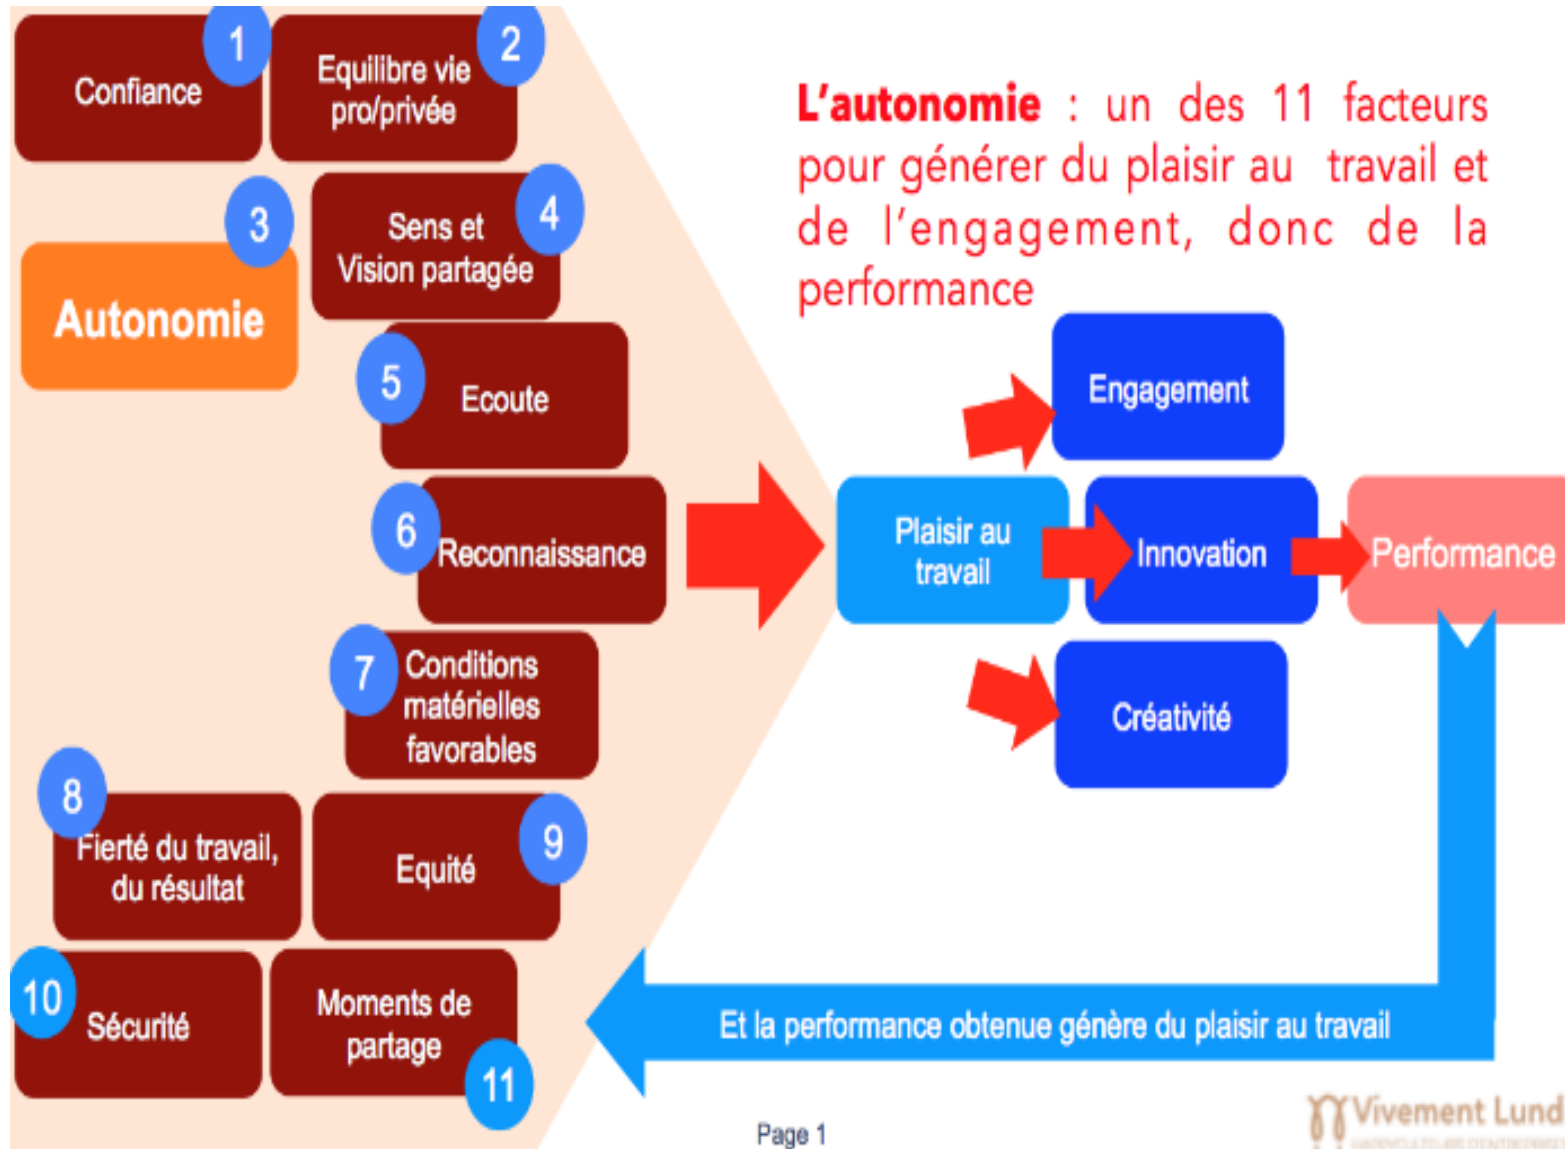 1
Confiance
2
Equilibre vie
pro/privée
3
Autonomie
4
Sens et
Vision partagée
5
Ecoute
6
Reconnaissance
7
Conditions
matérielles
favorables
8
Fierté du travail,
du résultat
9
Equité
10
Sécurité
Moments de
partage
11
L'autonomie : un des 11 facteurs
pour générer du plaisir au travail et
de l'engagement, donc de la
performance
Engagement
Plaisir au
travail
Innovation
Performance
Créativité
Et la performance obtenue génère du plaisir au travail
Page 1
Vivement Lund